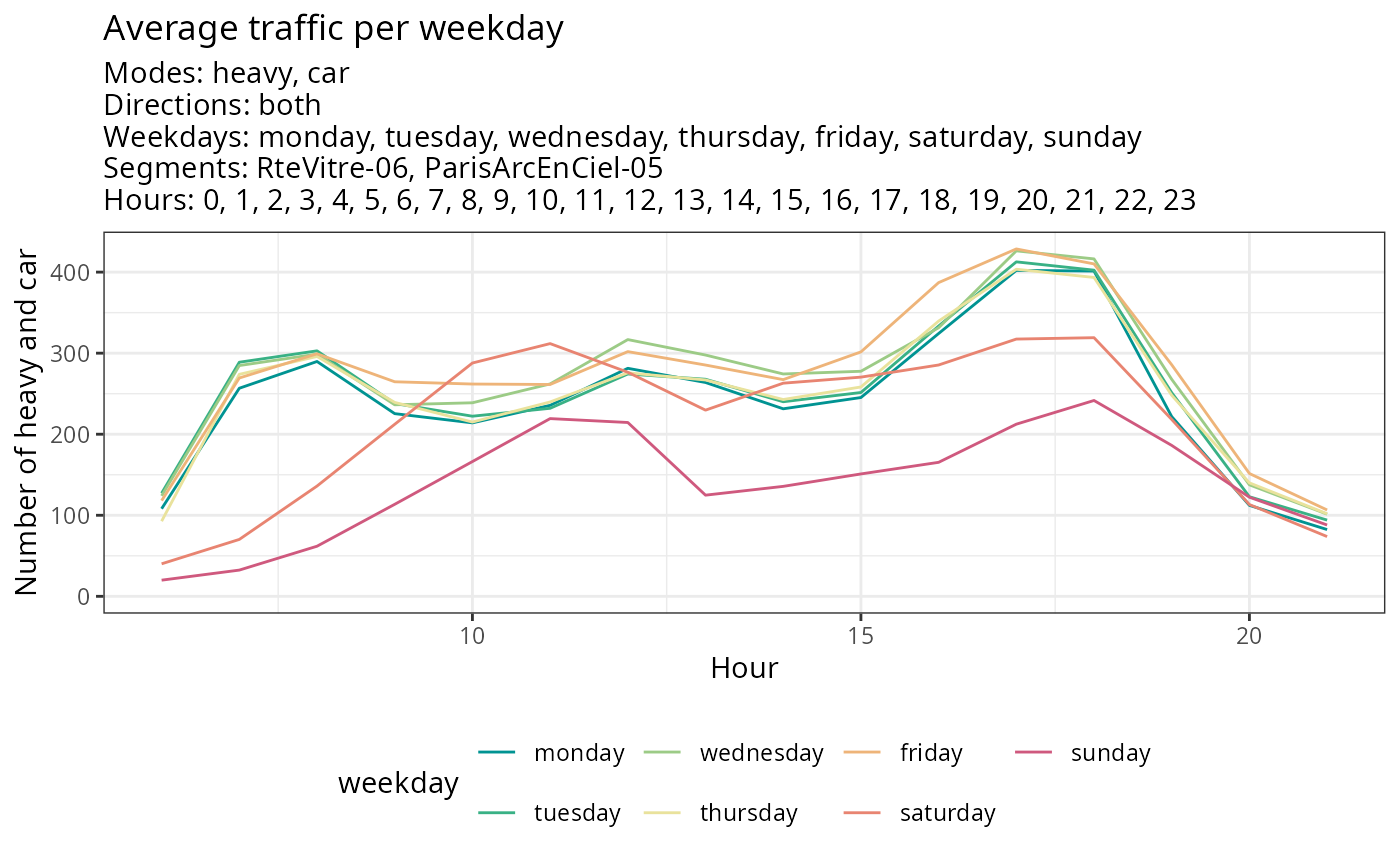 Average traffic per weekday
Modes: heavy, car
Directions: both
Weekdays: monday, tuesday, wednesday, thursday, friday, saturday, sunday
Segments: RteVitre-06, ParisArcEnCiel-05
Hours: 0, 1, 2, 3, 4, 5, 6, 7, 8, 9, 10, 11, 12, 13, 14, 15, 16, 17, 18, 19, 20, 21, 22, 23
Number of heavy and car
400
300
200
100
0
10 15 20
Hour
weekday
monday wednesday friday sunday
tuesday thursday saturday